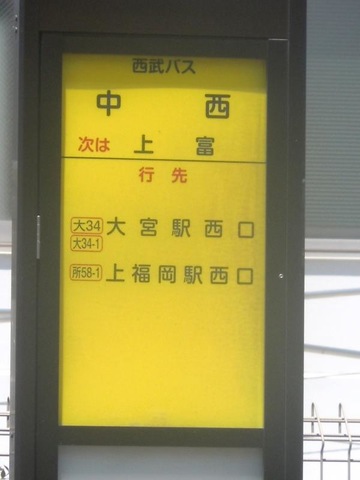 西武バス
中 西
次は 上 富
行 先
大34 大宮駅西口
大34-1
所58-1 上福岡駅西口